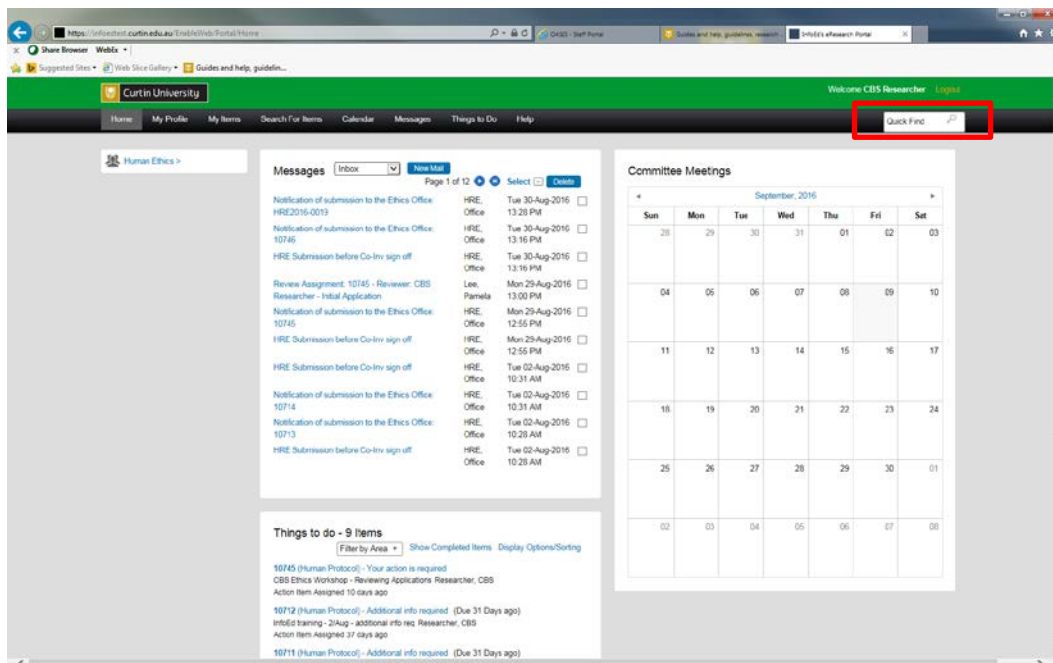 https://infoedtest.curtin.edu.au/EnableWeb/Portal/Home
OASIS - Staff Portal
Guides and help, guidelines, research ...
InfoEd's eResearch Portal
Share Browser WebEx
Suggested Sites Web Slice Gallery Guides and help, guidelin...
Curtin University
Welcome CBS Researcher Logout
Home My Profile My Items Search For Items Calendar Messages Things to Do Help
Quick Find
Human Ethics >
Messages Inbox New Mail
Page 1 of 12 Select Delete
Notification of submission to the Ethics Office: HRE, Tue 30-Aug-2016
HRE2016-0019 Office 13:28 PM
Notification of submission to the Ethics Office: HRE, Tue 30-Aug-2016
10746 Office 13:16 PM
HRE Submission before Co-Inv sign off HRE, Tue 30-Aug-2016
Office 13:16 PM
Review Assignment: 10745 - Reviewer: CBS Lee, Mon 29-Aug-2016
Researcher - Initial Application Pamela 13:00 PM
Notification of submission to the Ethics Office: HRE, Mon 29-Aug-2016
10745 Office 12:55 PM
HRE Submission before Co-Inv sign off HRE, Mon 29-Aug-2016
Office 12:55 PM
HRE Submission before Co-Inv sign off HRE, Tue 02-Aug-2016
Office 10:31 AM
Notification of submission to the Ethics Office: HRE, Tue 02-Aug-2016
10714 Office 10:31 AM
Notification of submission to the Ethics Office: HRE, Tue 02-Aug-2016
10713 Office 10:28 AM
HRE Submission before Co-Inv sign off HRE, Tue 02-Aug-2016
Office 10:28 AM
Things to do - 9 Items
Filter by Area Show Completed Items Display Options/Sorting
10745 (Human Protocol) - Your action is required
CBS Ethics Workshop - Reviewing Applications Researcher, CBS
Action Item Assigned 10 days ago
10712 (Human Protocol) - Additional info required (Due 31 Days ago)
InfoEd training - 2/Aug - additional info req Researcher, CBS
Action Item Assigned 37 days ago
10711 (Human Protocol) - Additional info required (Due 31 Days ago)
Committee Meetings
September, 2016
Sun Mon Tue Wed Thu Fri Sat
28 29 30 31 01 02 03
04 05 06 07 08 09 10
11 12 13 14 15 16 17
18 19 20 21 22 23 24
25 26 27 28 29 30 01
02 03 04 05 06 07 08